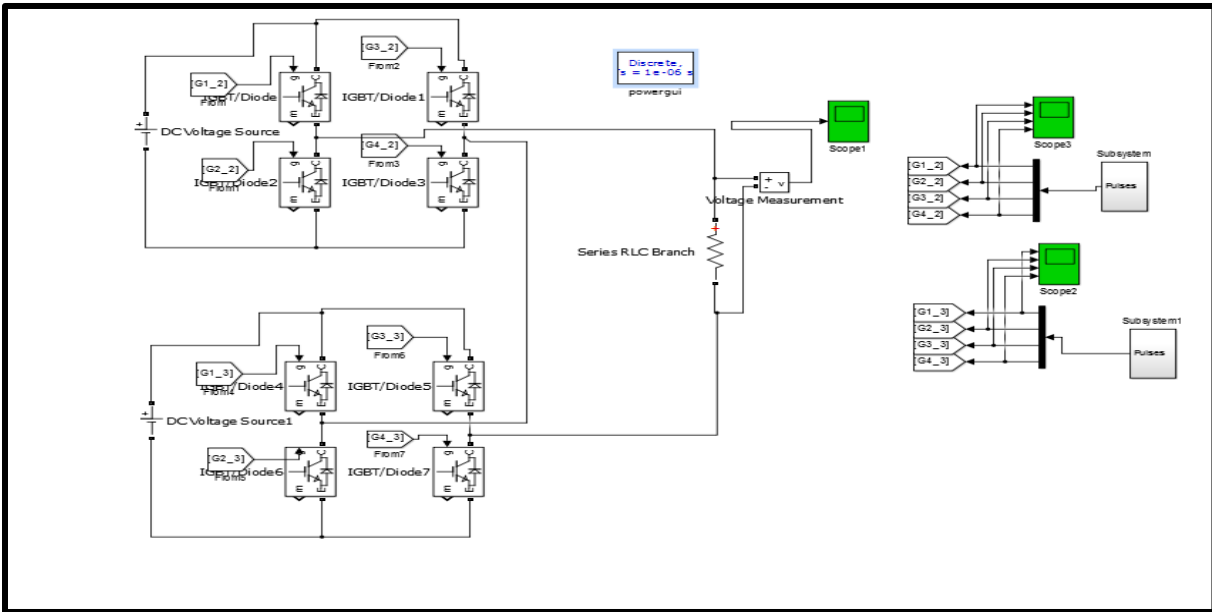 [G3_2]
From2
[G1_2]
From
IGBT/Diode
IGBT/Diode1
DC Voltage Source
[G4_2]
From3
[G2_2]
From1
IGBT/Diode2
IGBT/Diode3
Discrete,
s = 1e-06 s
powergui
Scope1
Voltage Measurement
Series RLC Branch
Scope3
Subsystem
Pulses
[G1_2]
[G2_2]
[G3_2]
[G4_2]
Scope2
Subsystem1
Pulses
[G1_3]
[G2_3]
[G3_3]
[G4_3]
[G3_3]
From6
[G1_3]
From4
IGBT/Diode4
IGBT/Diode5
DC Voltage Source1
[G4_3]
From7
[G2_3]
From5
IGBT/Diode6
IGBT/Diode7